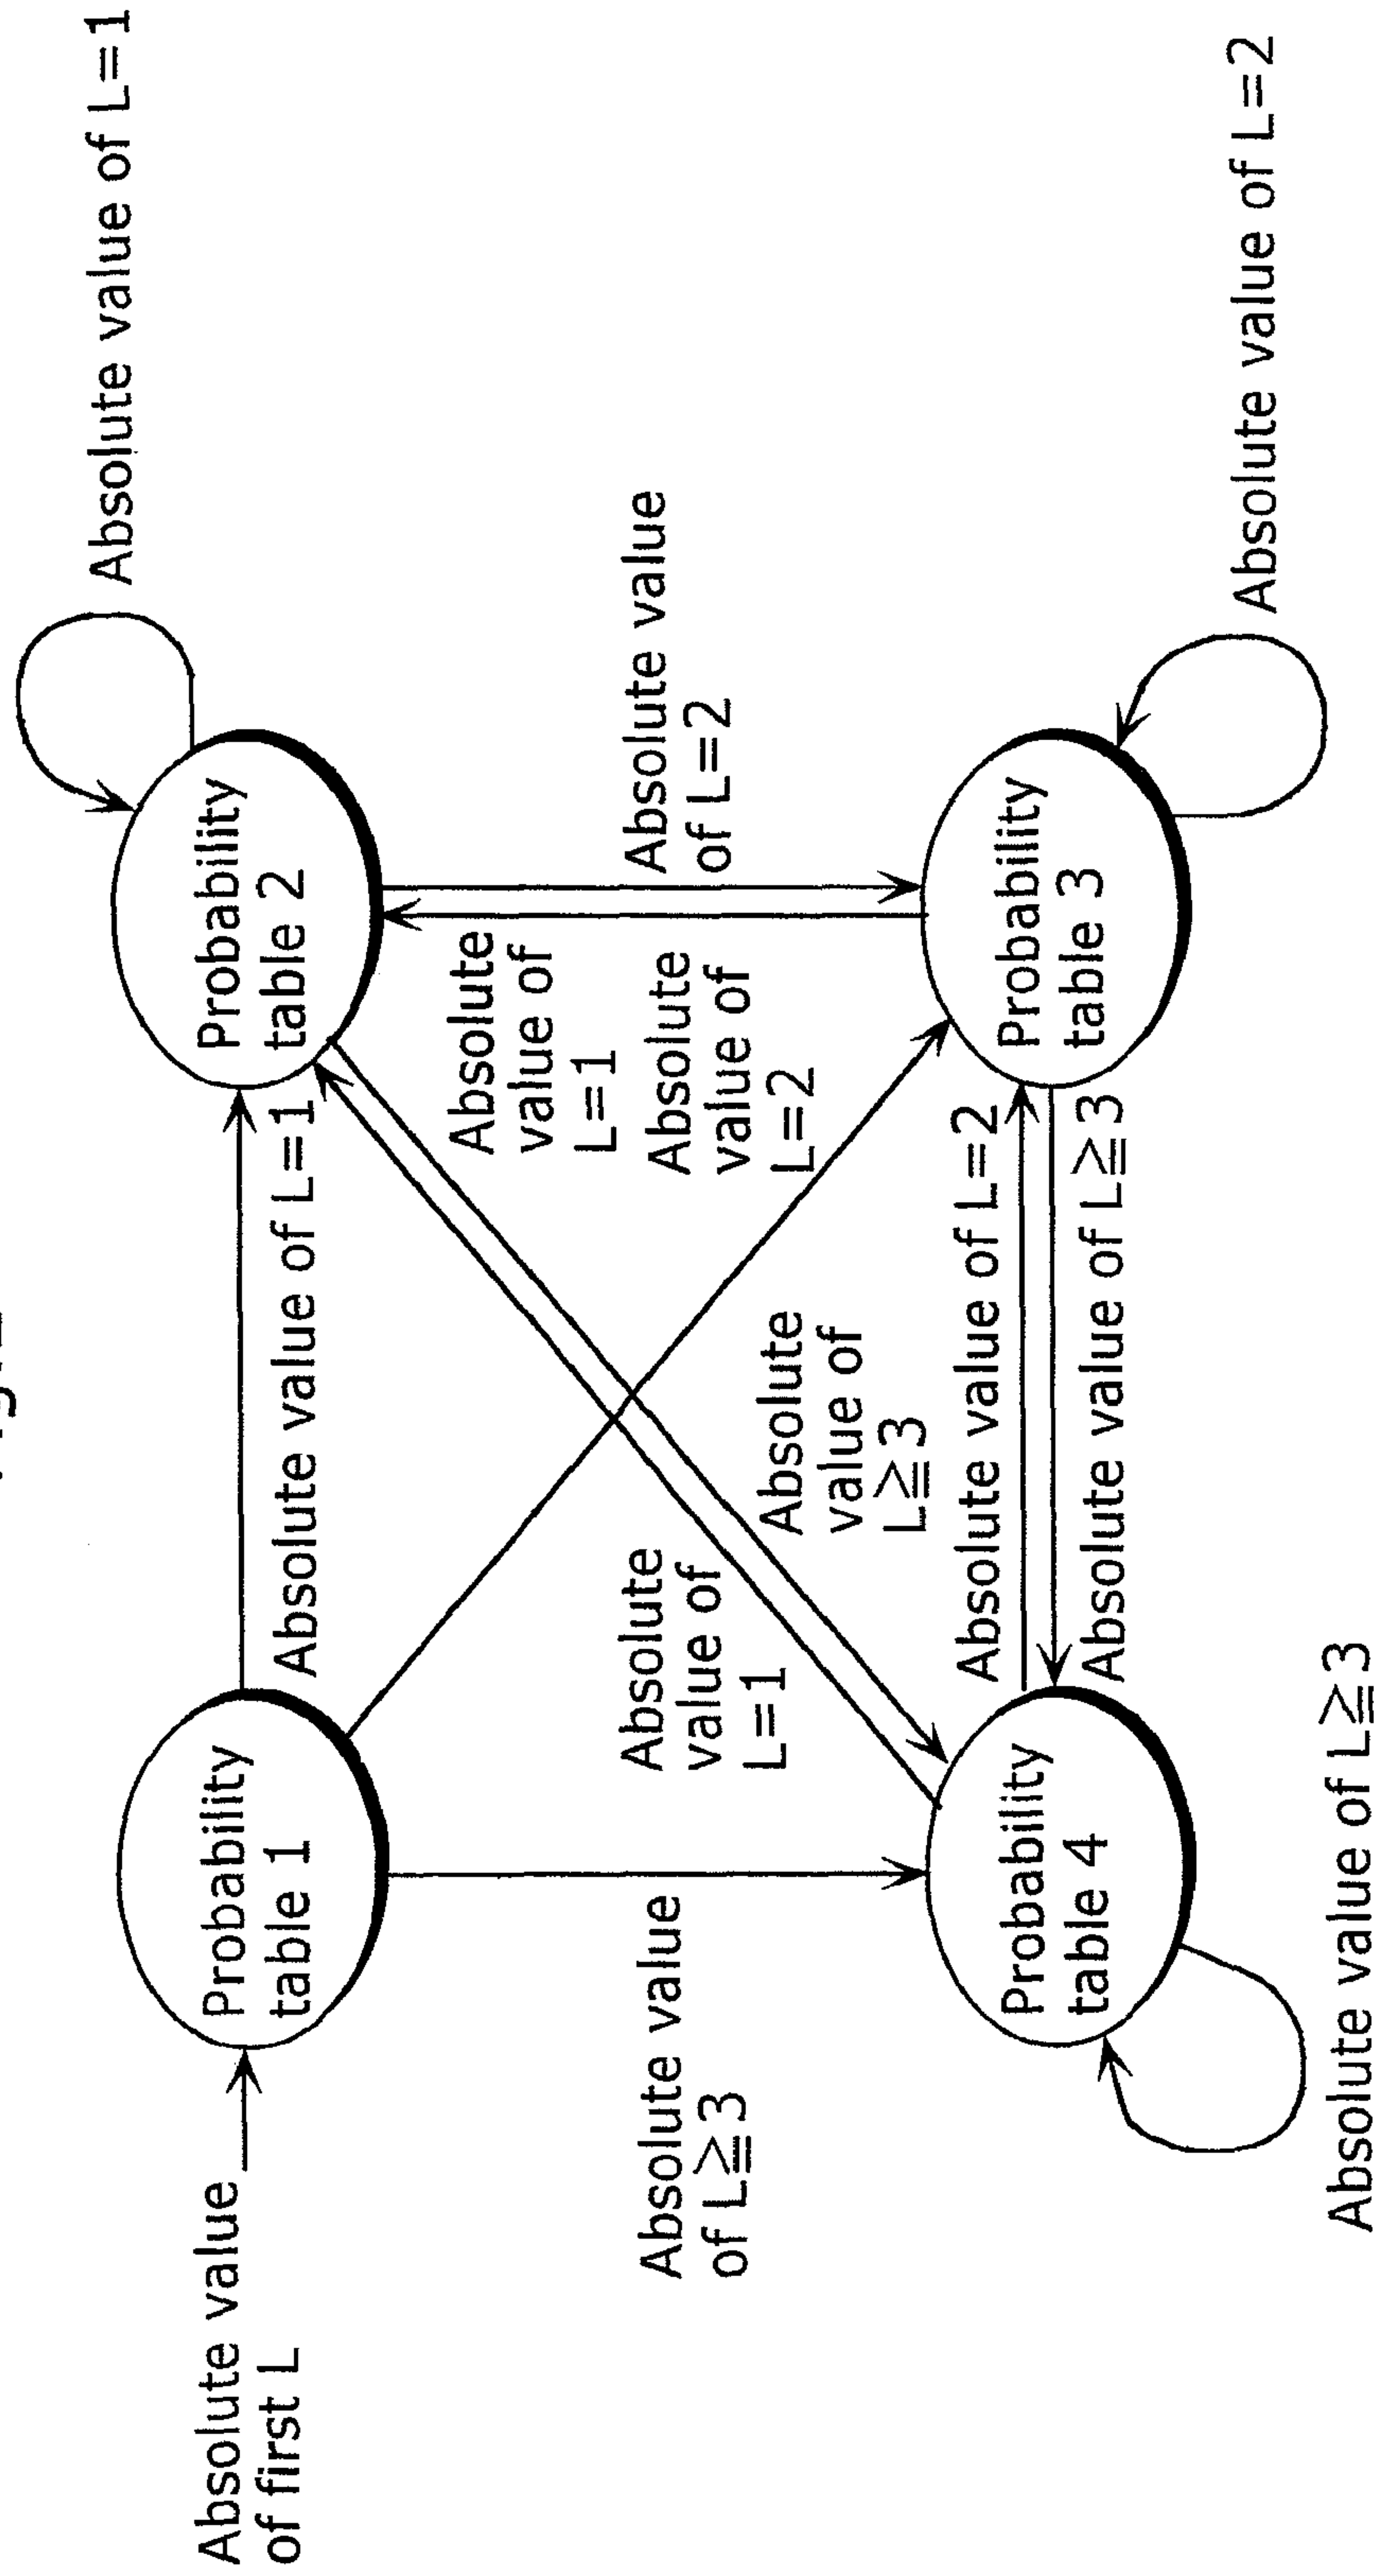 Absolute value of L=1
Probability
table 2
Absolute value
of L=2
Absolute value of L=2
Probability
table 3
Absolute
value of
L=1
Absolute
value of
L=2
Absolute value of L=1
Absolute value of L=2
Absolute value of L≧3
Absolute
value of
L≧3
Absolute
value of
L=1
Probability
table 1
Probability
table 4
Absolute value
of L≧3
Absolute value of L≧3
Absolute value
of first L